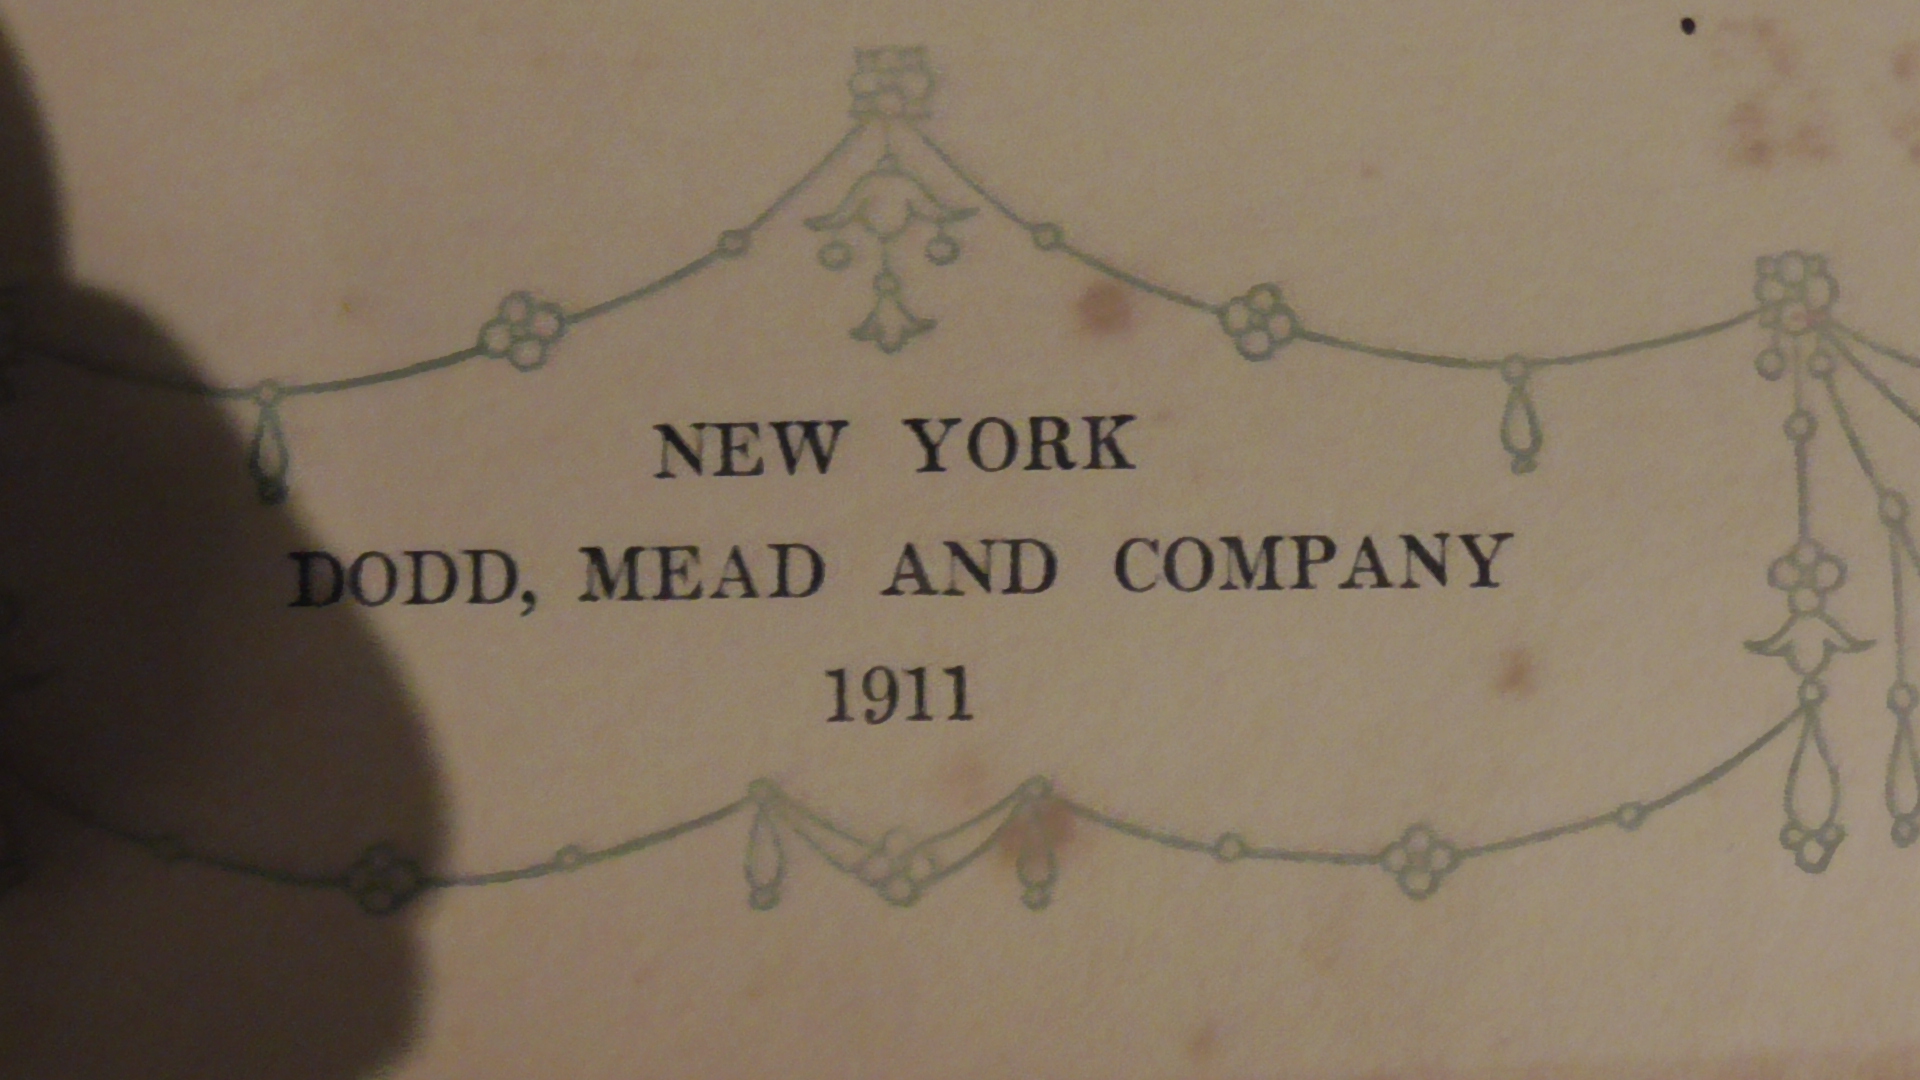 NEW YORK
DODD, MEAD AND COMPANY
1911